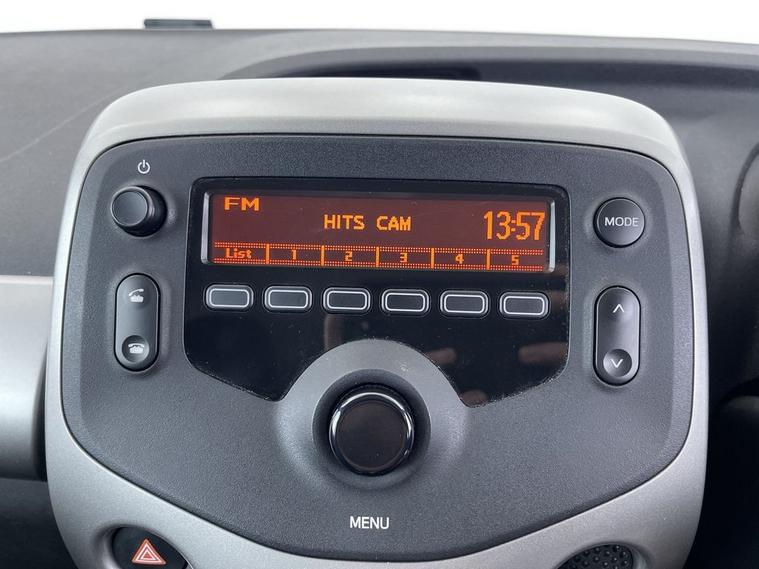 FM
HITS CAM
13:57
MODE
List 1 2 3 4 5
MENU